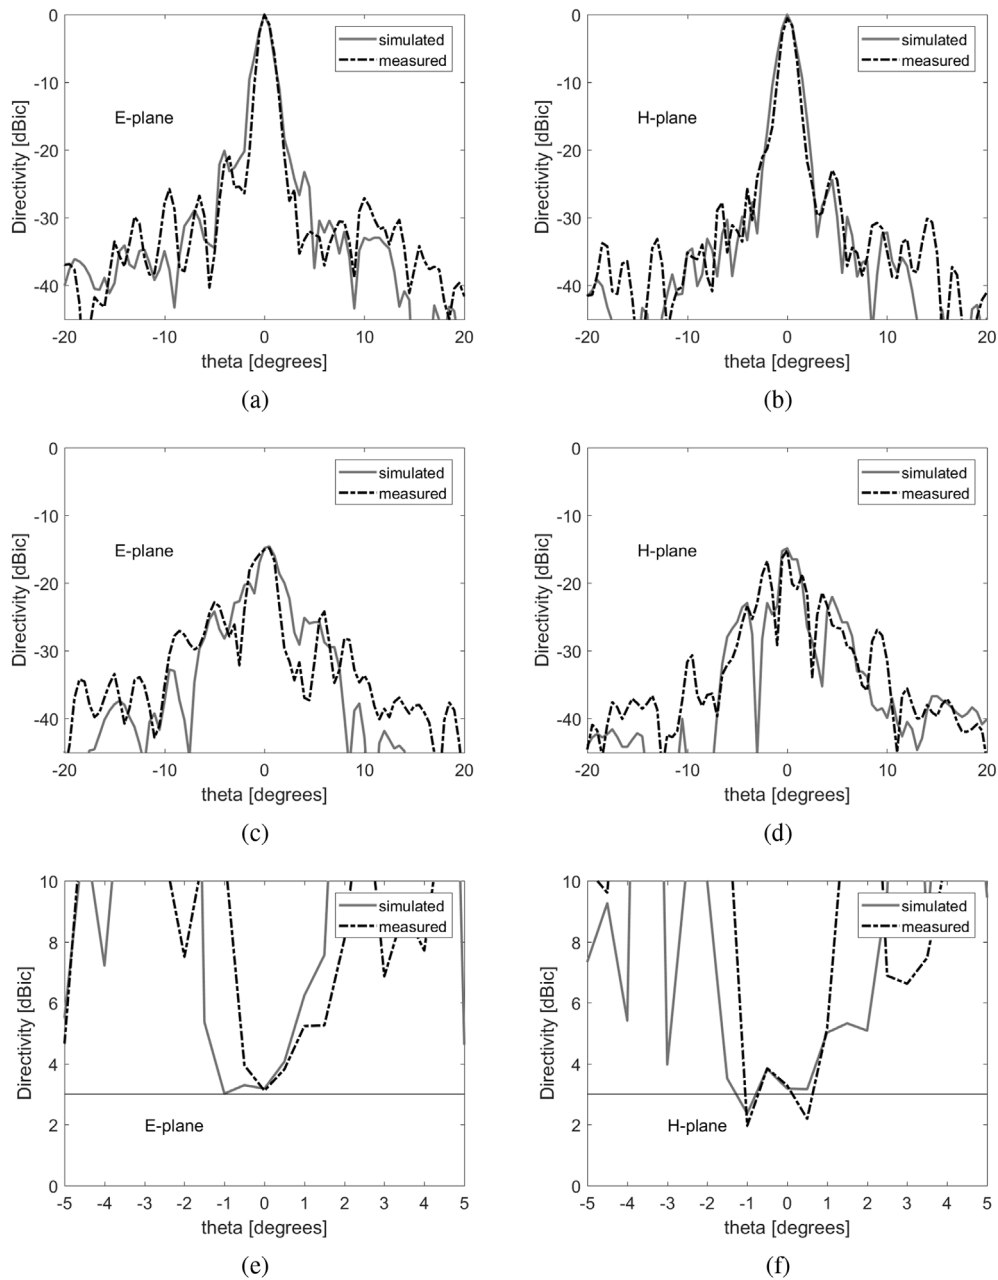 0
-10
-20
-30
-40
Directivity [dBic]
E-plane
simulated
measured
-20 -10 0 10 20
theta [degrees]
(a)
0
-10
-20
-30
-40
Directivity [dBic]
H-plane
simulated
measured
-20 -10 0 10 20
theta [degrees]
(b)
0
-10
-20
-30
-40
Directivity [dBic]
E-plane
simulated
measured
-20 -10 0 10 20
theta [degrees]
(c)
0
-10
-20
-30
-40
Directivity [dBic]
H-plane
simulated
measured
-20 -10 0 10 20
theta [degrees]
(d)
10
8
6
4
2
0
Directivity [dBic]
simulated
measured
E-plane
-5 -4 -3 -2 -1 0 1 2 3 4 5
theta [degrees]
(e)
10
8
6
4
2
0
Directivity [dBic]
simulated
measured
H-plane
-5 -4 -3 -2 -1 0 1 2 3 4 5
theta [degrees]
(f)